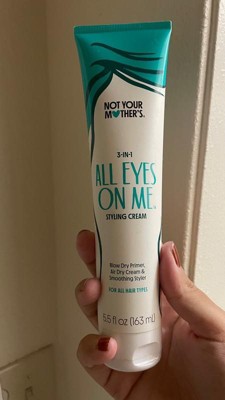 NOT YOUR
MOTHER'S.
3-IN-1
ALL EYES
ON ME
STYLING CREAM
Blow Dry Primer,
Air Dry Cream &
Smoothing Styler
FOR ALL HAIR TYPES
5.5 fl oz (163 mL)